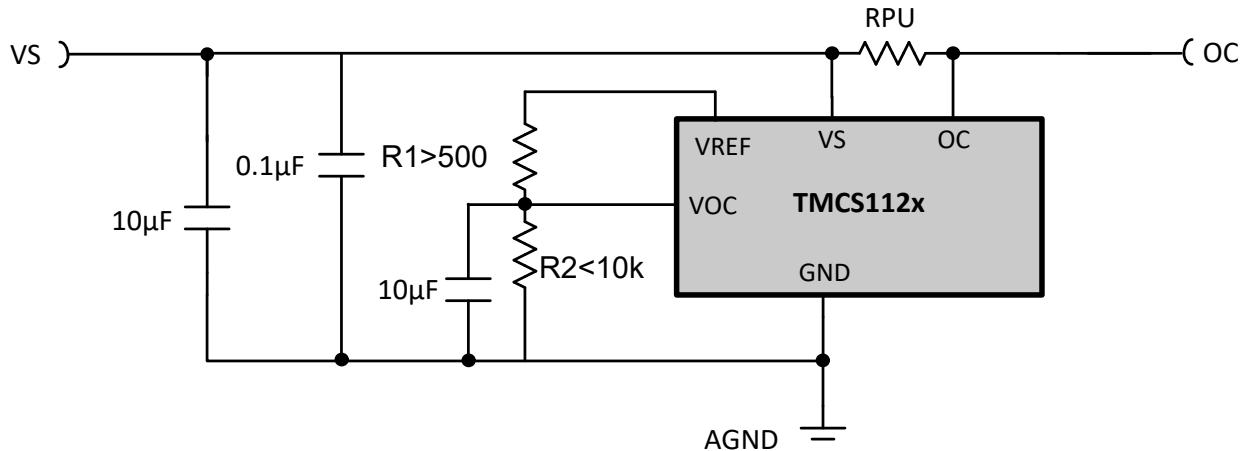 RPU
VS
OC
VREF
VS
OC
0.1µF
R1>500
10µF
VOC
TMCS112x
R2<10k
GND
10µF
AGND